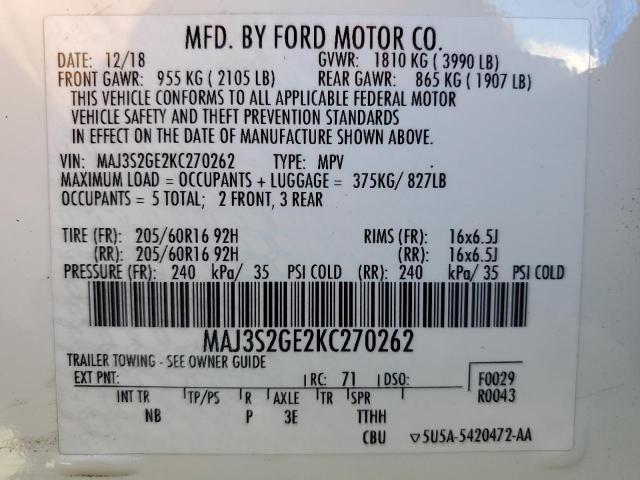 MFD. BY FORD MOTOR CO.
DATE: 12/18 GVWR: 1810 KG ( 3990 LB)
FRONT GAWR: 955 KG ( 2105 LB) REAR GAWR: 865 KG ( 1907 LB)
THIS VEHICLE CONFORMS TO ALL APPLICABLE FEDERAL MOTOR
VEHICLE SAFETY AND THEFT PREVENTION STANDARDS
IN EFFECT ON THE DATE OF MANUFACTURE SHOWN ABOVE.
VIN: MAJ3S2GE2KC270262 TYPE: MPV
MAXIMUM LOAD = OCCUPANTS + LUGGAGE = 375KG/ 827LB
OCCUPANTS = 5 TOTAL; 2 FRONT, 3 REAR
TIRE (FR): 205/60R16 92H RIMS (FR): 16x6.5J
(RR): 205/60R16 92H (RR): 16x6.5J
PRESSURE (FR): 240 kPa/ 35 PSI COLD (RR): 240 kPa/ 35 PSI COLD
MAJ3S2GE2KC270262
TRAILER TOWING - SEE OWNER GUIDE
EXT PNT: RC: 71 DSO: F0029
R0043
INT TR TP/PS R AXLE TR SPR
NB P 3E TTHH
CBU ▽5U5A-5420472-AA